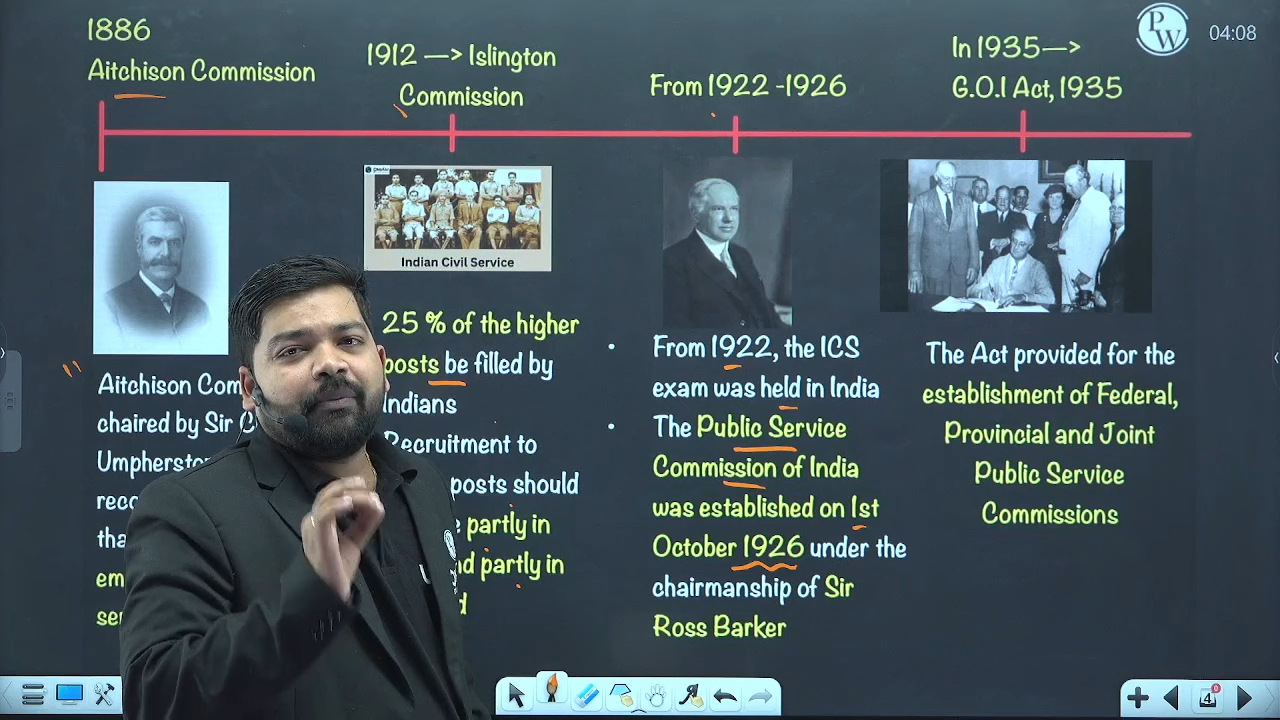 1886
Aitchison Commission
1912 —> Islington
Commission
From 1922 -1926
In 1935—>
G.O.I Act, 1935
PW
04:08
Indian Civil Service
Aitchison Com
chaired by Sir C
Umpherston
reco
tha
em
ser
25 % of the higher
posts be filled by
Indians
Recruitment to
posts should
e partly in
nd partly in
d
From 1922, the ICS
exam was held in India
The Public Service
Commission of India
was established on 1st
October 1926 under the
chairmanship of Sir
Ross Barker
The Act provided for the
establishment of Federal,
Provincial and Joint
Public Service
Commissions
4